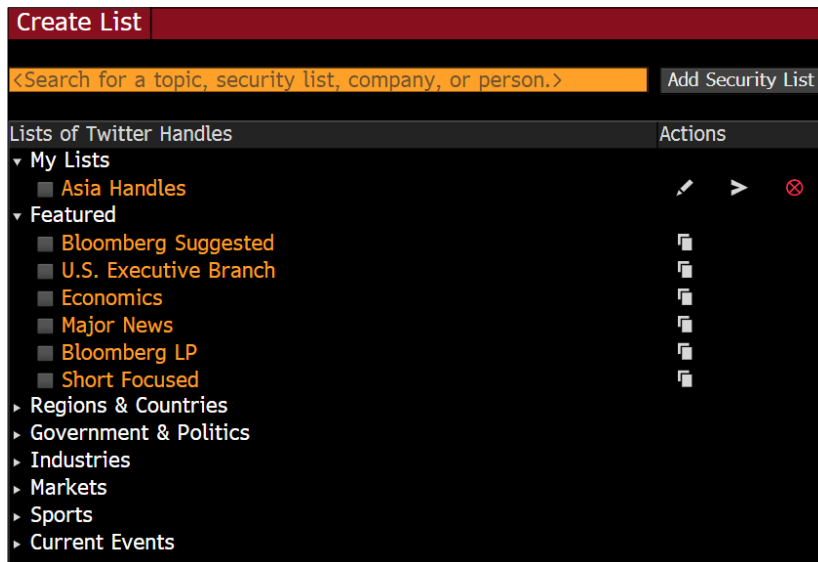 Create List
<Search for a topic, security list, company, or person.> Add Security List
Lists of Twitter Handles Actions
My Lists
Asia Handles
Featured
Bloomberg Suggested
U.S. Executive Branch
Economics
Major News
Bloomberg LP
Short Focused
Regions & Countries
Government & Politics
Industries
Markets
Sports
Current Events